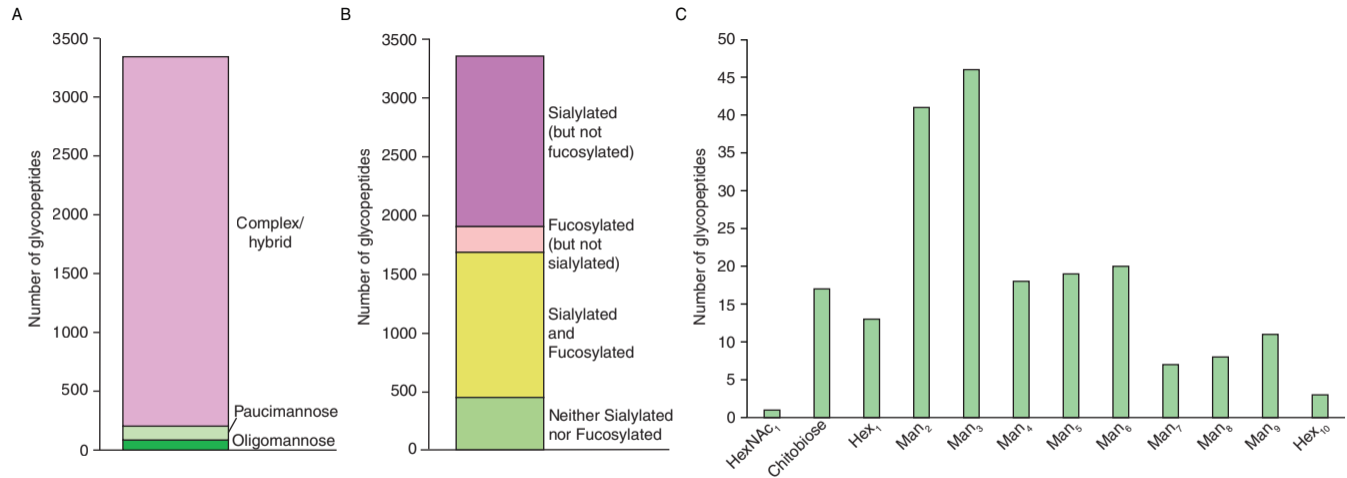 A
Number of glycopeptides
3500
3000
2500
2000
1500
1000
500
0
Complex/
hybrid
Paucimannose
Oligomannose
B
Number of glycopeptides
3500
3000
2500
2000
1500
1000
500
0
Sialylated
(but not
fucosylated)
Fucosylated
(but not
sialylated)
Sialylated
and
Fucosylated
Neither Sialylated
nor Fucosylated
C
Number of glycopeptides
50
45
40
35
30
25
20
15
10
5
0
HexNAc₁
Chitobiose
Hex₁
Man₂
Man₃
Man₄
Man₅
Man₆
Man₇
Man₈
Man₉
Hex₁₀